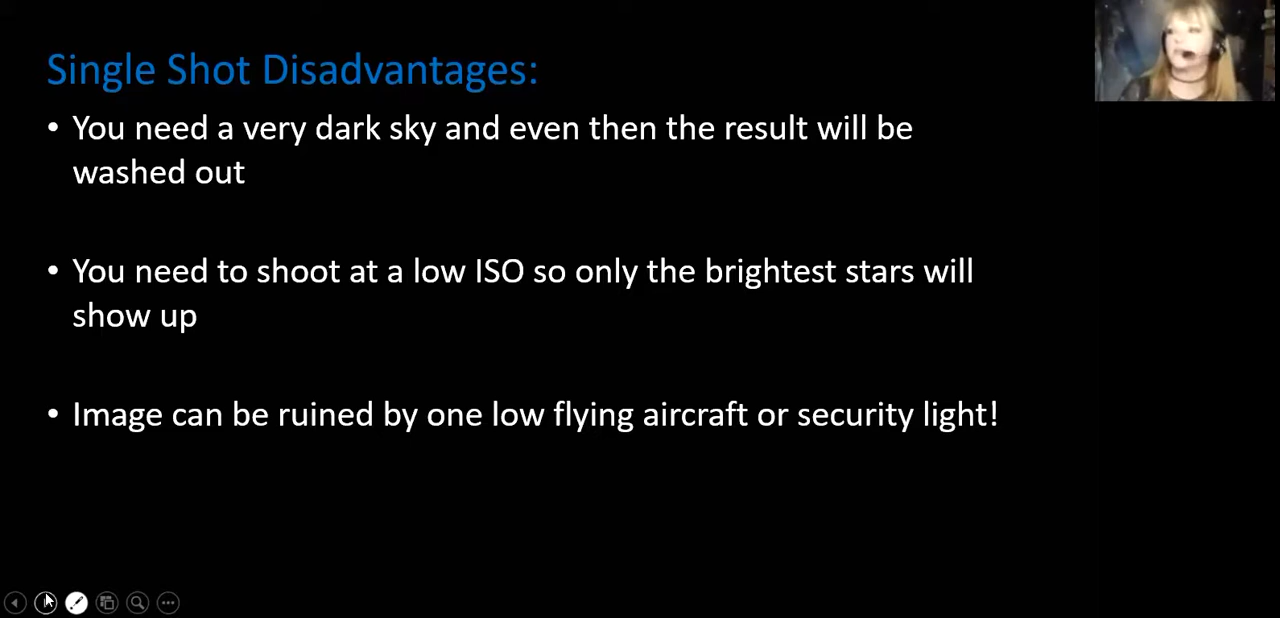 Single Shot Disadvantages:
• You need a very dark sky and even then the result will be
washed out
• You need to shoot at a low ISO so only the brightest stars will
show up
• Image can be ruined by one low flying aircraft or security light!